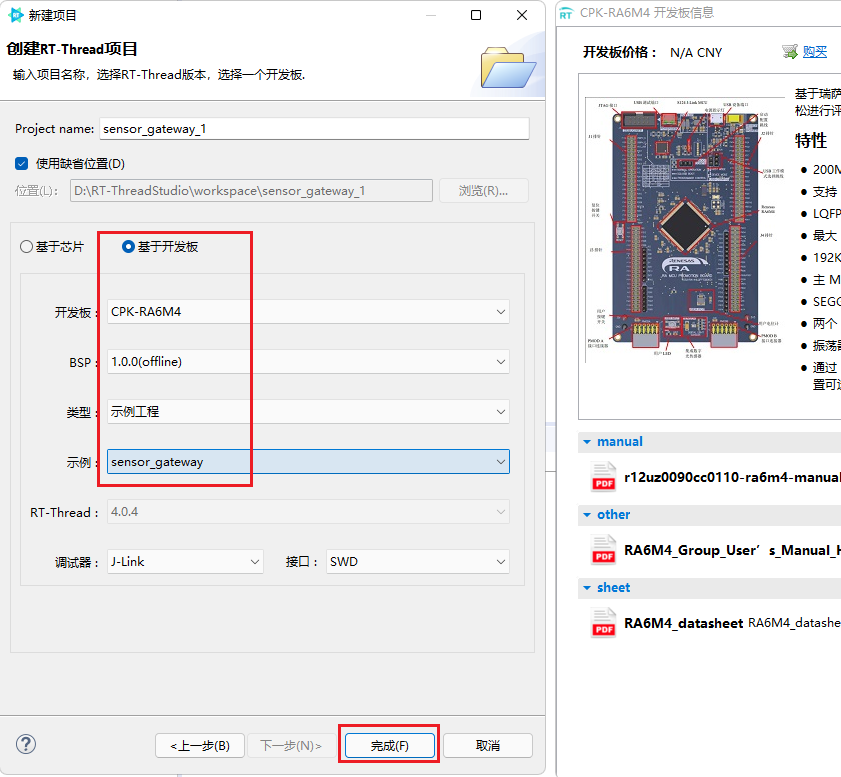 新建项目
创建RT-Thread项目
输入项目名称，选择RT-Thread版本，选择一个开发板.
Project name:
sensor_gateway_1
使用缺省位置(D)
位置(L)：
D:\RT-ThreadStudio\workspace\sensor_gateway_1
浏览(R)...
基于芯片
基于开发板
开发板：
CPK-RA6M4
BSP：
1.0.0(offline)
类型：
示例工程
示例：
sensor_gateway
RT-Thread：
4.0.4
调试器：
J-Link
接口：
SWD
<上一步(B)
下一步(N)>
完成(F)
取消
RT
CPK-RA6M4 开发板信息
开发板价格：
N/A CNY
购买
基于瑞萨
松进行评
特性
200M
支持
LQFP
最大
192K
主 M
SEGG
两个
振荡器
通过
置可
RENESAS
RA
manual
PDF
r12uz0090cc0110-ra6m4-manual
other
PDF
RA6M4_Group_User’s_Manual_H
sheet
PDF
RA6M4_datasheet RA6M4_datashe